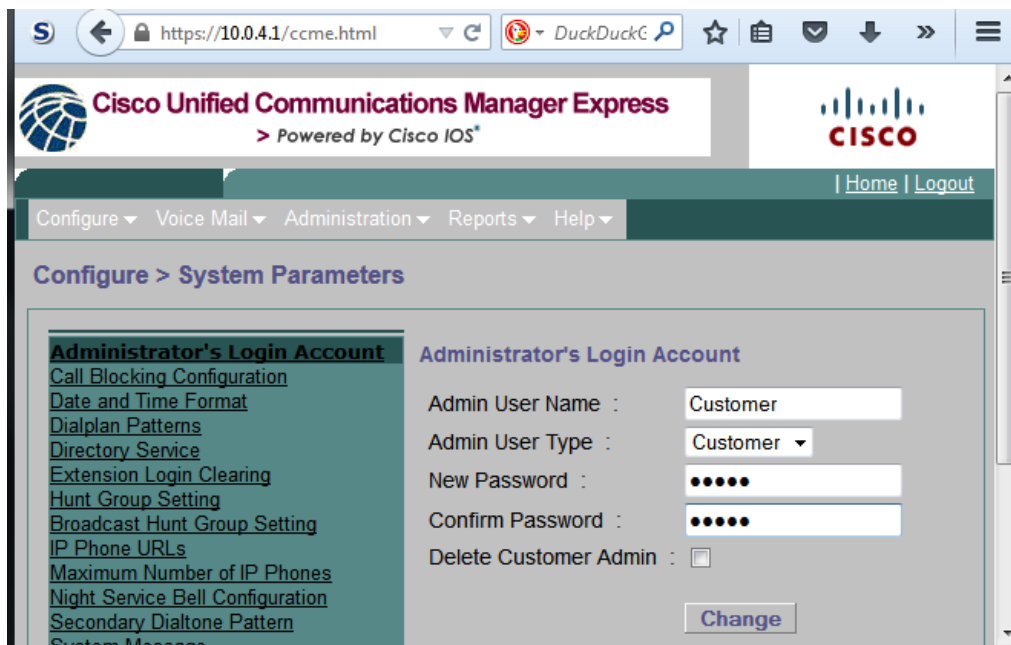 S https://10.0.4.1/ccme.html DuckDuckG »
Cisco Unified Communications Manager Express
> Powered by Cisco IOS®
CISCO
| Home | Logout
Configure Voice Mail Administration Reports Help
Configure > System Parameters
Administrator's Login Account
Call Blocking Configuration
Date and Time Format
Dialplan Patterns
Directory Service
Extension Login Clearing
Hunt Group Setting
Broadcast Hunt Group Setting
IP Phone URLs
Maximum Number of IP Phones
Night Service Bell Configuration
Secondary Dialtone Pattern
System Message
Administrator's Login Account
Admin User Name : Customer
Admin User Type : Customer
New Password : •••••
Confirm Password : •••••
Delete Customer Admin :
Change